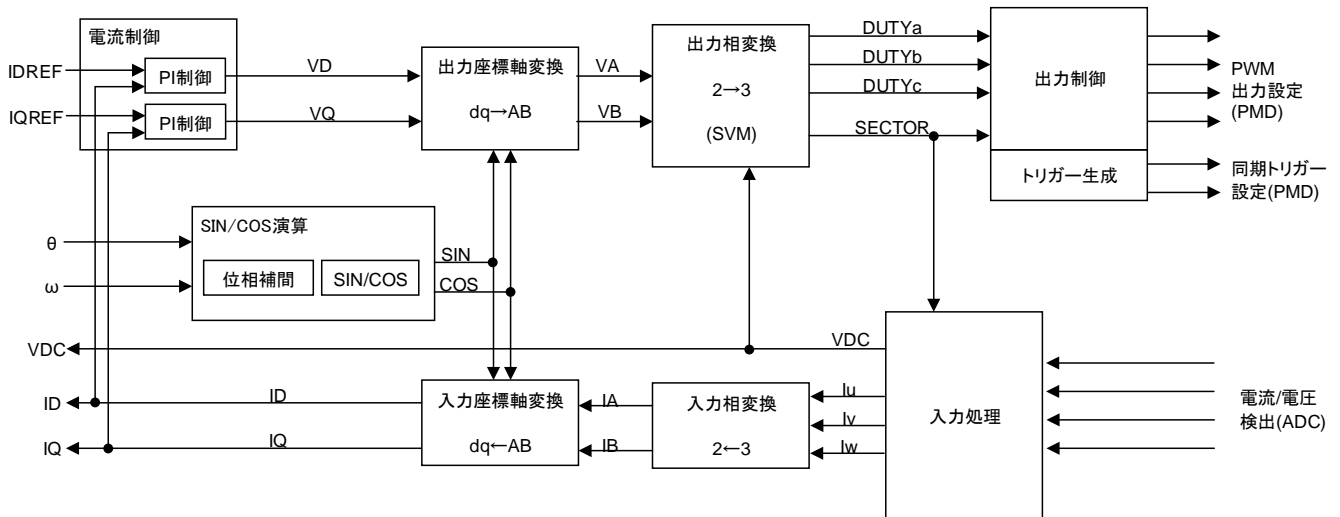 電流制御
IDREF
PI制御
VD
IQREF
PI制御
VQ
出力座標軸変換
dq→AB
VA
VB
出力相変換
2→3
(SVM)
DUTYa
DUTYb
DUTYc
SECTOR
出力制御
トリガー生成
PWM
出力設定
(PMD)
同期トリガー
設定(PMD)
θ
ω
SIN/COS演算
位相補間
SIN/COS
SIN
COS
VDC
VDC
ID
ID
IQ
IQ
入力座標軸変換
dq←AB
IA
IB
入力相変換
2←3
Iu
Iv
Iw
入力処理
電流/電圧
検出(ADC)